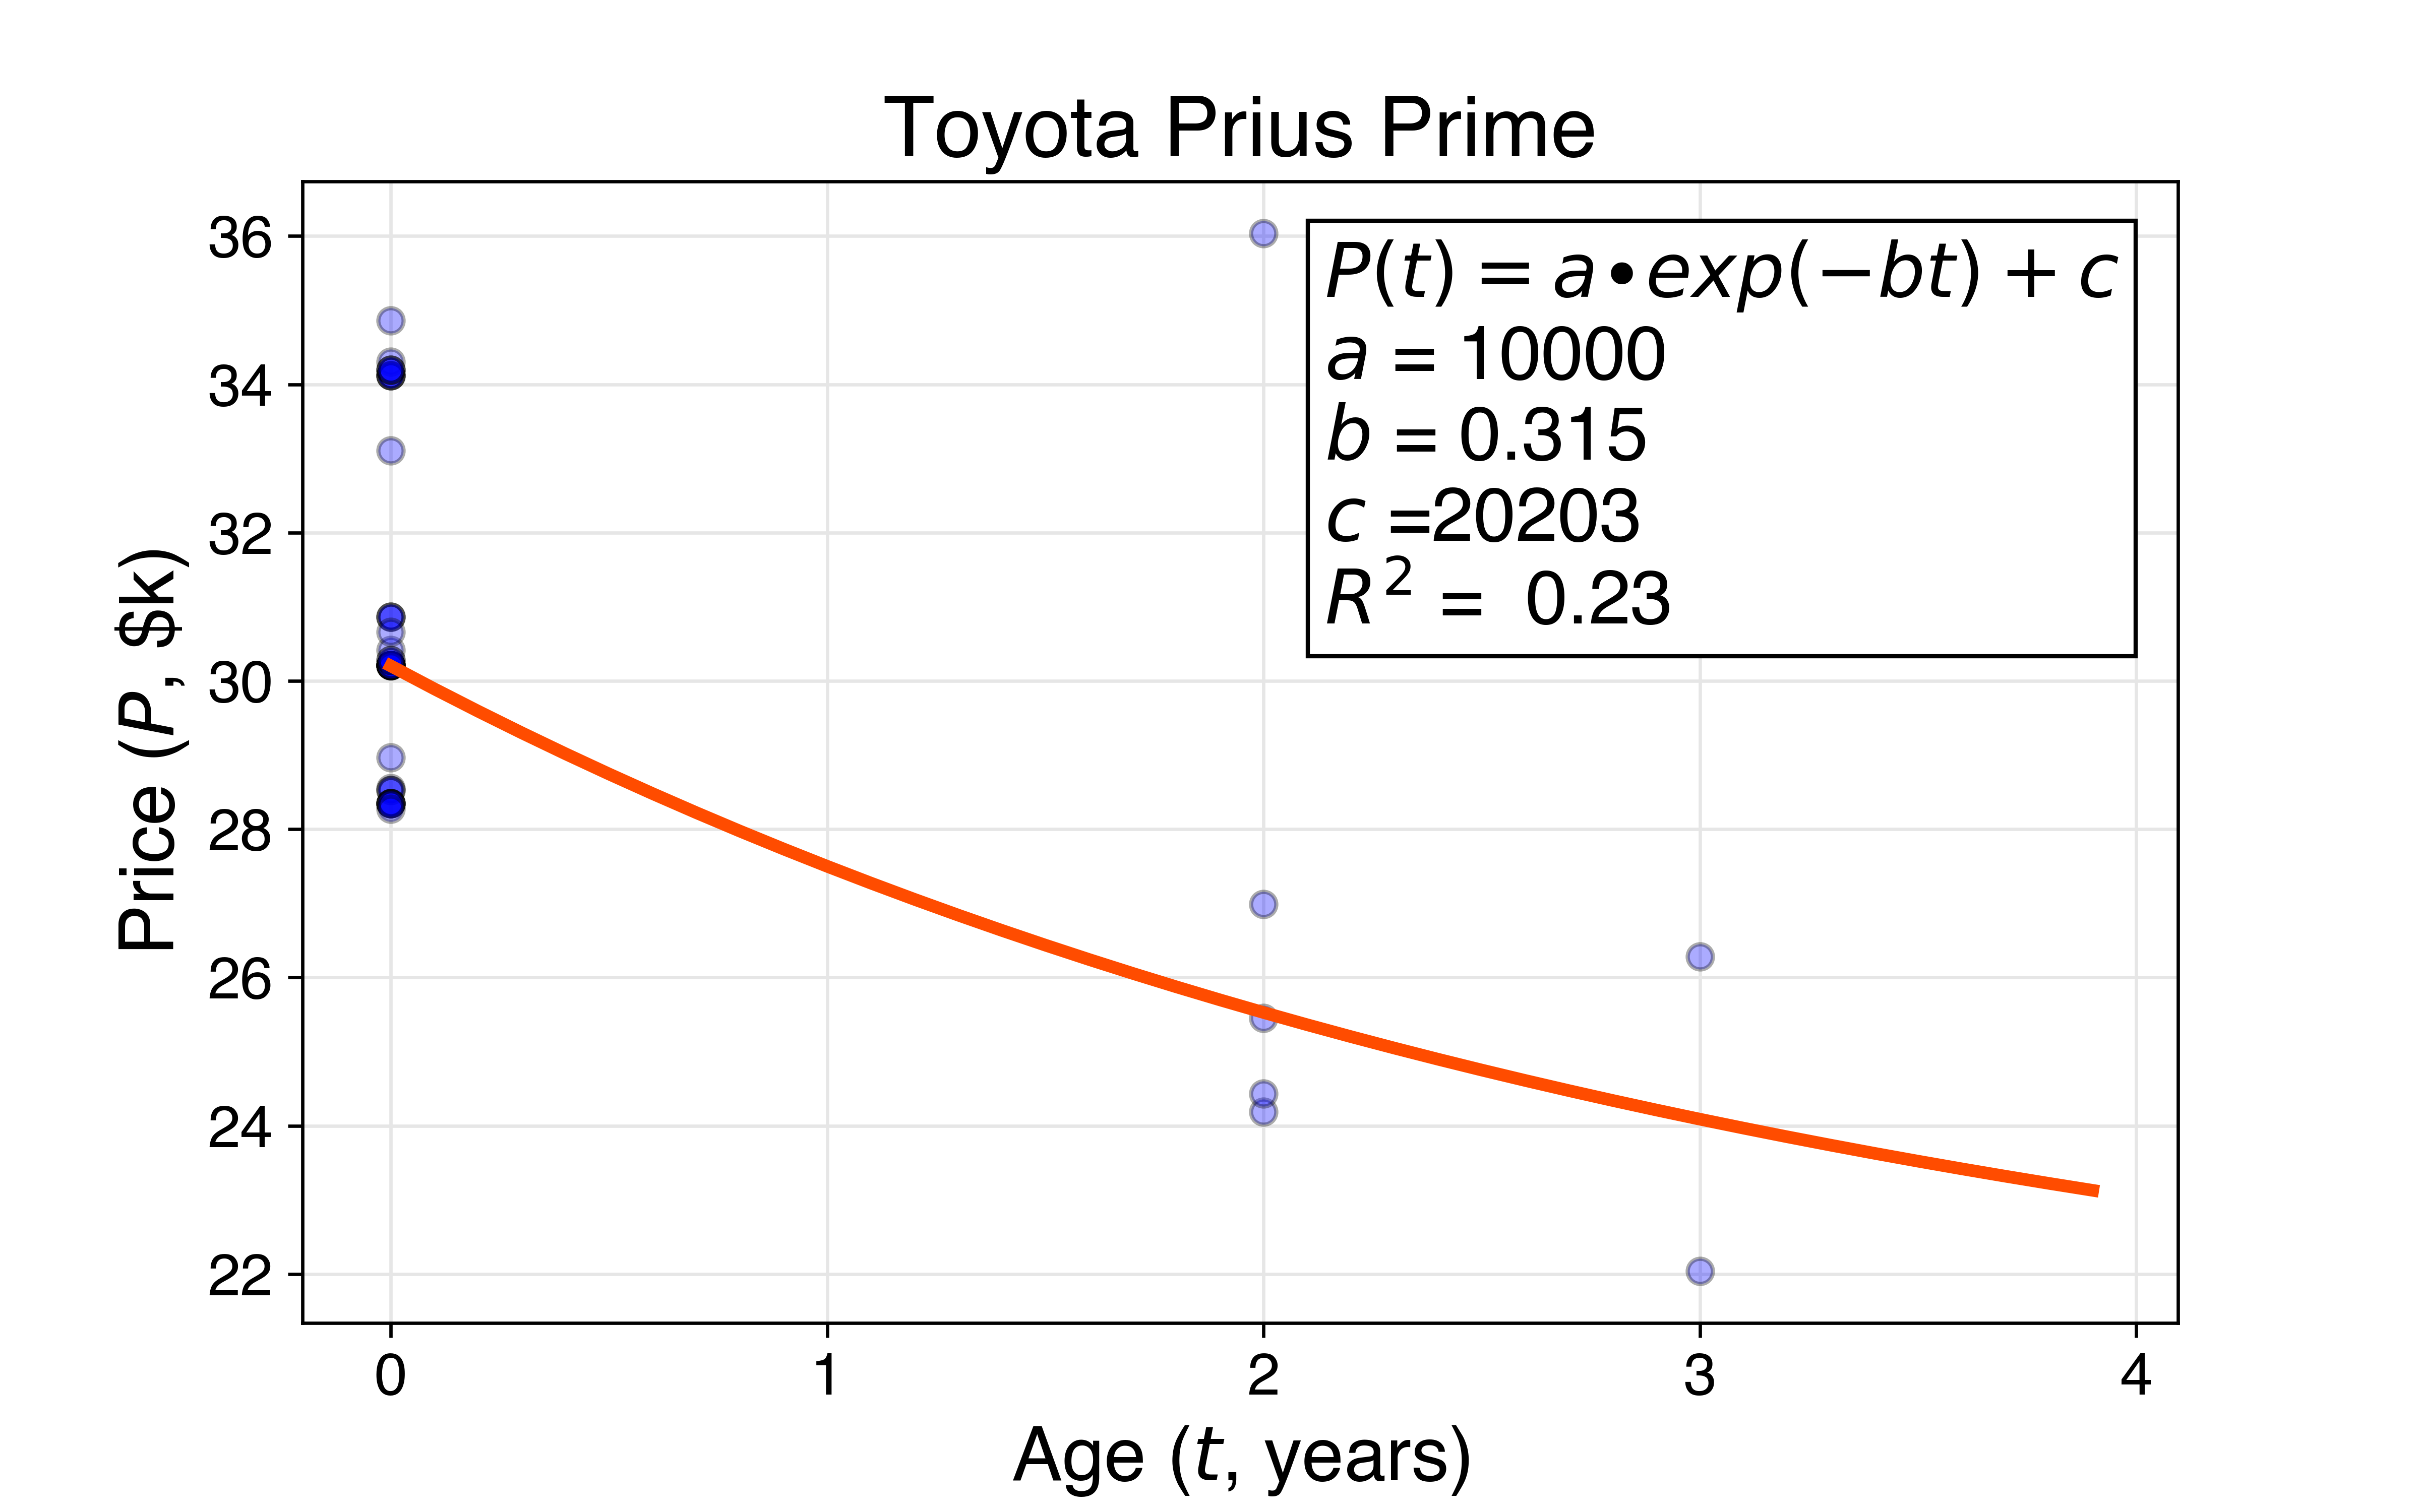 Toyota Prius Prime
Price (P, $k)
36
34
32
30
28
26
24
22
P(t) = a•exp(−bt) + c
a = 10000
b = 0.315
c =20203
R² = 0.23
0 1 2 3 4
Age (t, years)